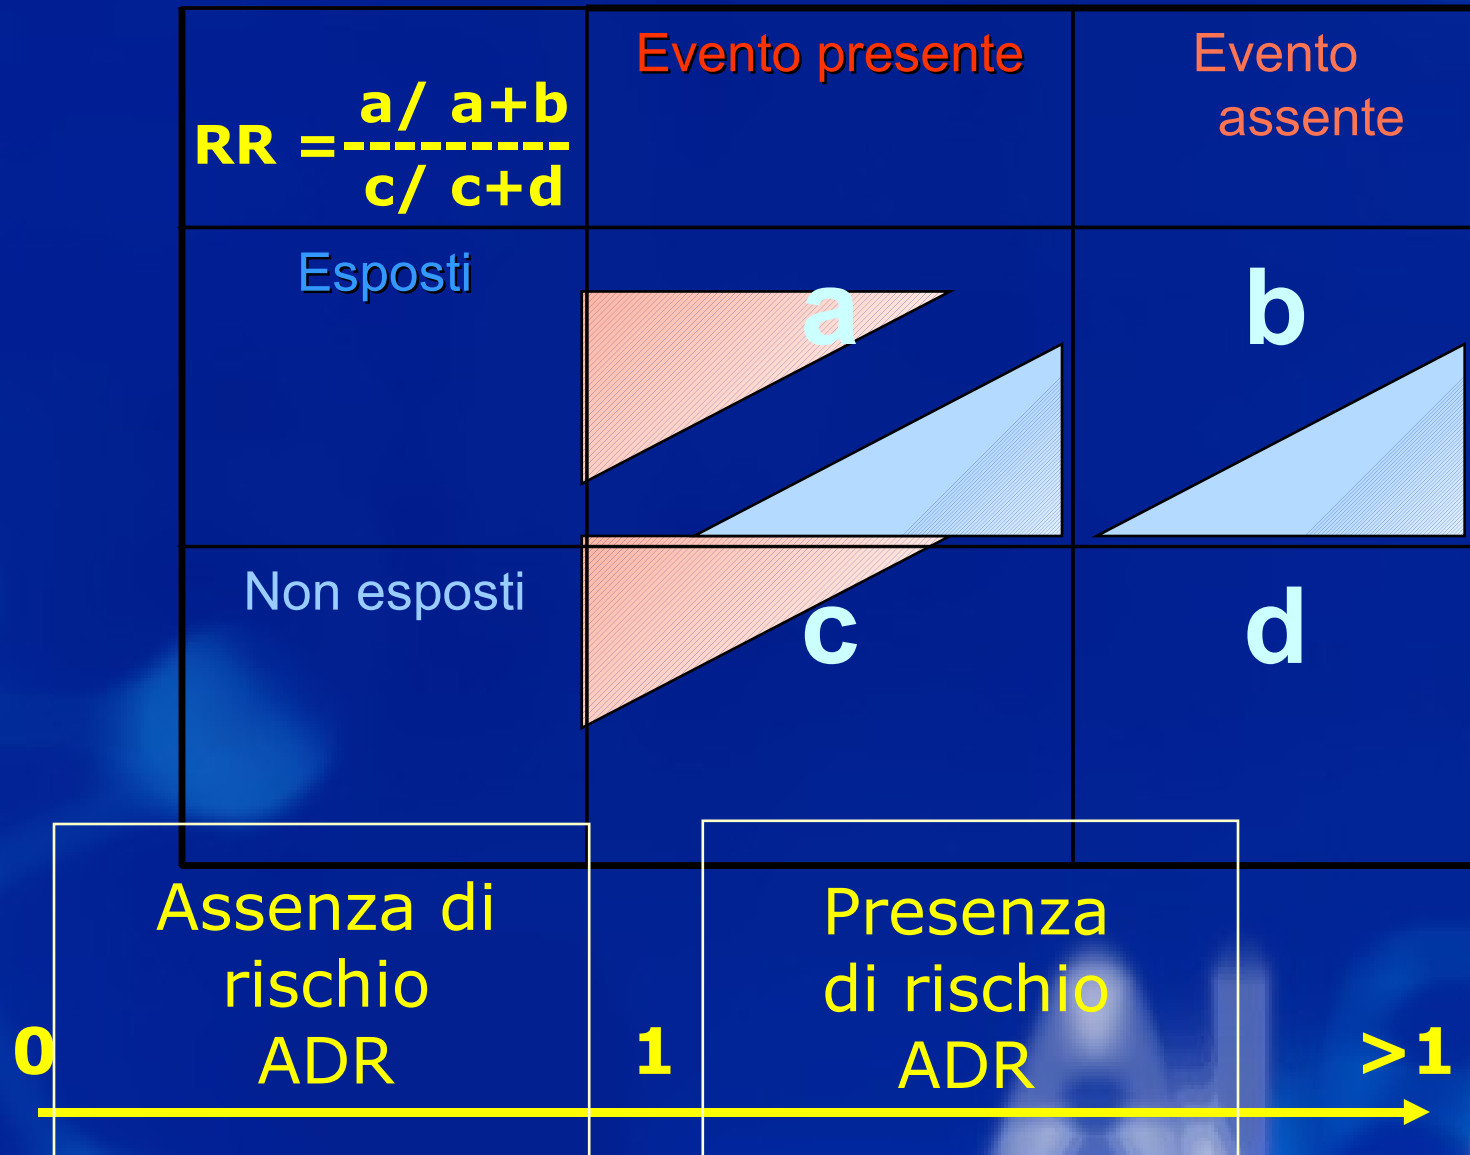 Evento presente
Evento
assente
a/ a+b
RR =---------
c/ c+d
Esposti
a
b
Non esposti
c
d
Assenza di
rischio
ADR
Presenza
di rischio
ADR
0
1
>1